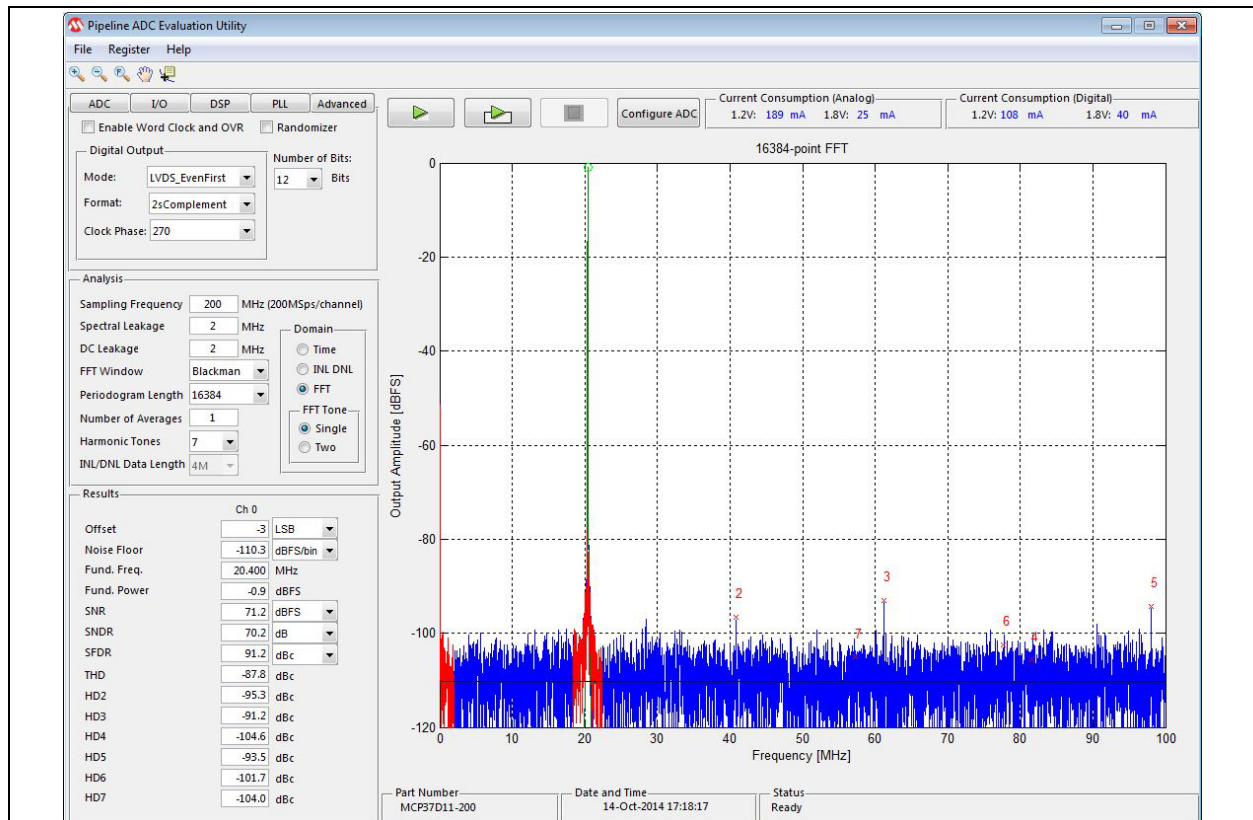 Pipeline ADC Evaluation Utility
File Register Help
ADC I/O DSP PLL Advanced
Enable Word Clock and OVR Randomizer
Digital Output
Mode: LVDS_EvenFirst
Format: 2sComplement
Clock Phase: 270
Number of Bits:
12 Bits
Analysis
Sampling Frequency 200 MHz (200MSps/channel)
Spectral Leakage 2 MHz
DC Leakage 2 MHz
FFT Window Blackman
Periodogram Length 16384
Number of Averages 1
Harmonic Tones 7
INL/DNL Data Length 4M
Domain
Time
INL DNL
FFT
FFT Tone
Single
Two
Results
Ch 0
Offset -3 LSB
Noise Floor -110.3 dBFS/bin
Fund. Freq. 20.400 MHz
Fund. Power -0.9 dBFS
SNR 71.2 dBFS
SNDR 70.2 dB
SFDR 91.2 dBc
THD -87.8 dBc
HD2 -95.3 dBc
HD3 -91.2 dBc
HD4 -104.6 dBc
HD5 -93.5 dBc
HD6 -101.7 dBc
HD7 -104.0 dBc
Configure ADC
Current Consumption (Analog)
1.2V: 189 mA 1.8V: 25 mA
Current Consumption (Digital)
1.2V: 108 mA 1.8V: 40 mA
16384-point FFT
Output Amplitude [dBFS]
0
-20
-40
-60
-80
-100
-120
2
3
5
7
6
4
0 10 20 30 40 50 60 70 80 90 100
Frequency [MHz]
Part Number
MCP37D11-200
Date and Time
14-Oct-2014 17:18:17
Status
Ready